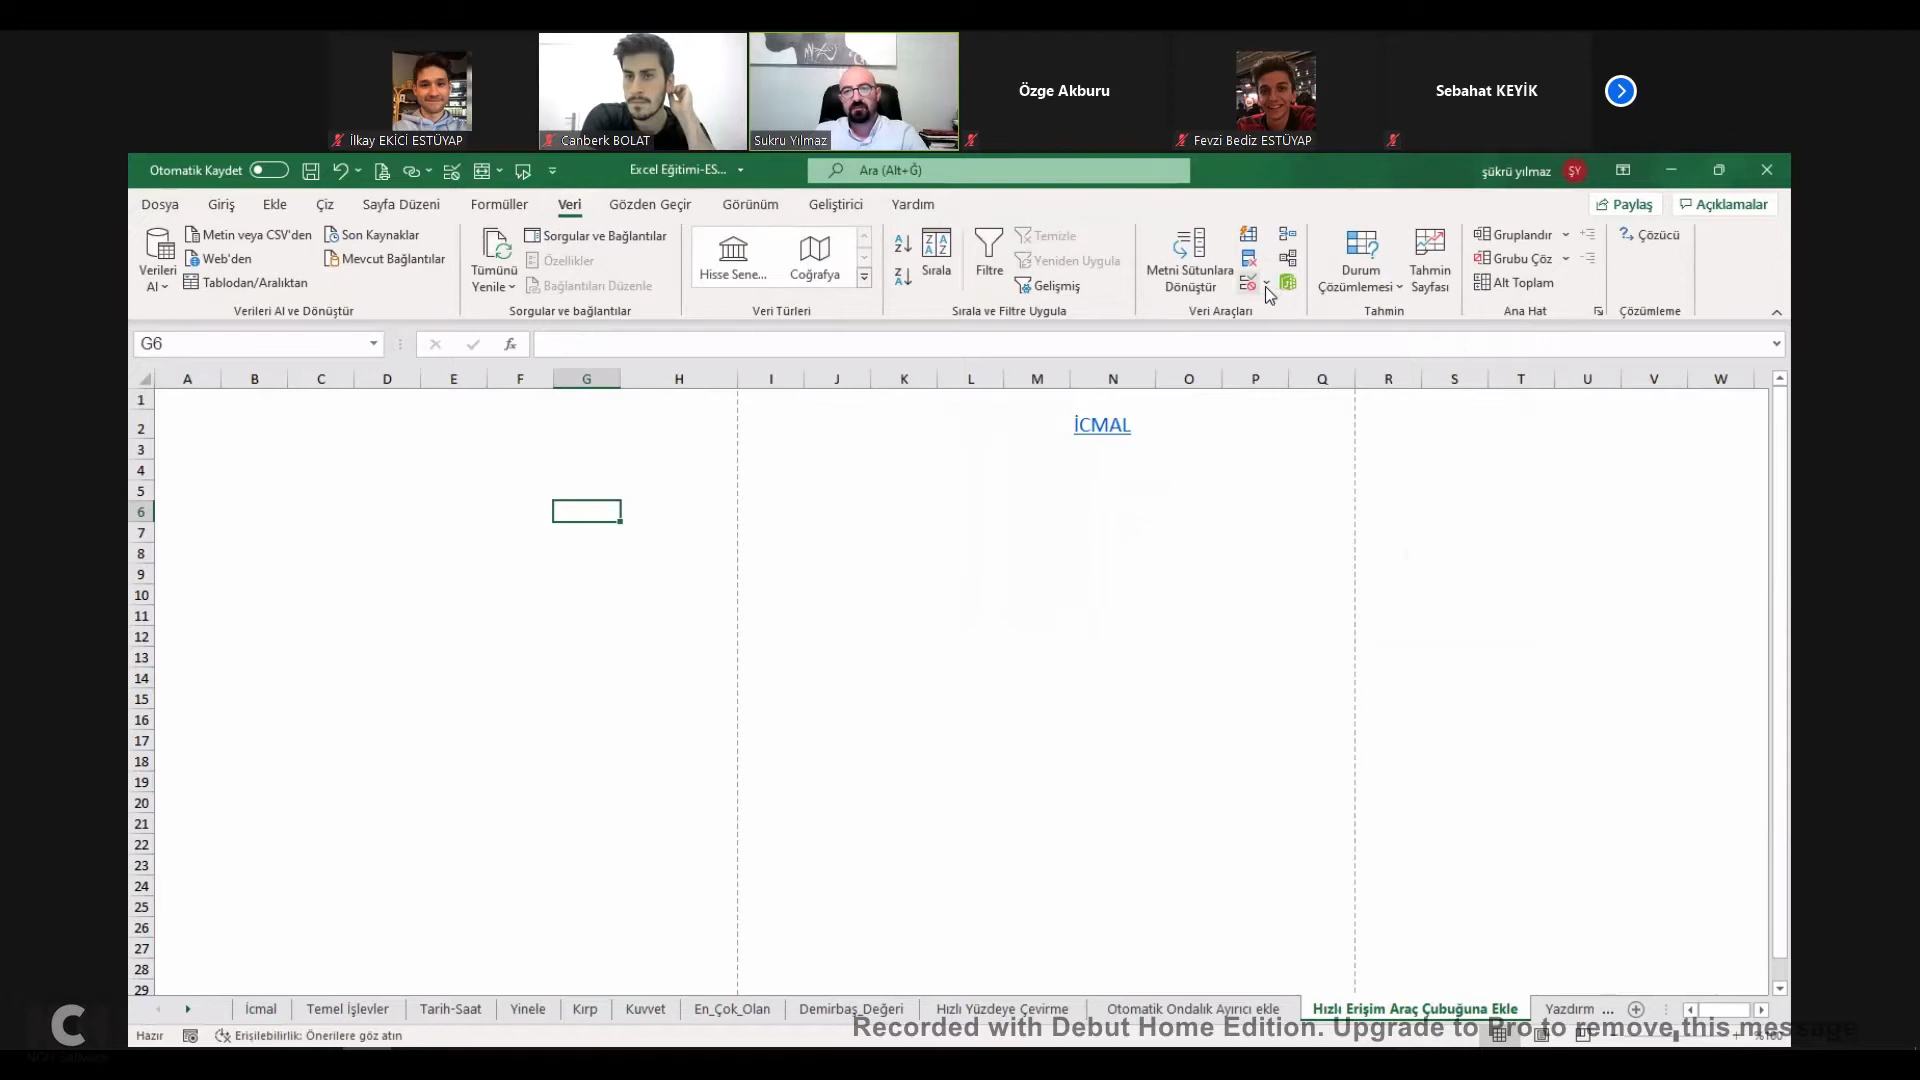 Özge Akburu
Sebahat KEYİK
İlkay EKİCİ ESTÜYAP
Canberk BOLAT
Sukru Yılmaz
Fevzi Bediz ESTÜYAP
Otomatik Kaydet
Excel Eğitimi-ES...
Ara (Alt+Ğ)
şükrü yılmaz
ŞY
Dosya Giriş Ekle Çiz Sayfa Düzeni Formüller Veri Gözden Geçir Görünüm Geliştirici Yardım
Paylaş
Açıklamalar
Verileri Al
Metin veya CSV'den
Web'den
Tablodan/Aralıktan
Son Kaynaklar
Mevcut Bağlantılar
Verileri Al ve Dönüştür
Tümünü Yenile
Sorgular ve Bağlantılar
Özellikler
Bağlantıları Düzenle
Sorgular ve bağlantılar
Hisse Sene...
Coğrafya
Veri Türleri
Sırala
Filtre
Temizle
Yeniden Uygula
Gelişmiş
Sırala ve Filtre Uygula
Metni Sütunlara Dönüştür
Veri Araçları
Durum Çözümlemesi
Tahmin Sayfası
Tahmin
Gruplandır
Grubu Çöz
Alt Toplam
Ana Hat
Çözücü
Çözümleme
G6
fx
A B C D E F G H I J K L M N O P Q R S T U V W
1
2
İCMAL
3
4
5
6
7
8
9
10
11
12
13
14
15
16
17
18
19
20
21
22
23
24
25
26
27
28
29
İcmal Temel İşlevler Tarih-Saat Yinele Kırp Kuvvet En_Çok_Olan Demirbaş_Değeri Hızlı Yüzdeye Çevirme Otomatik Ondalık Ayırıcı ekle Hızlı Erişim Araç Çubuğuna Ekle Yazdırm ...
Hazır
Erişilebilirlik: Önerilere göz atın
Recorded with Debut Home Edition. Upgrade to Pro to remove this message